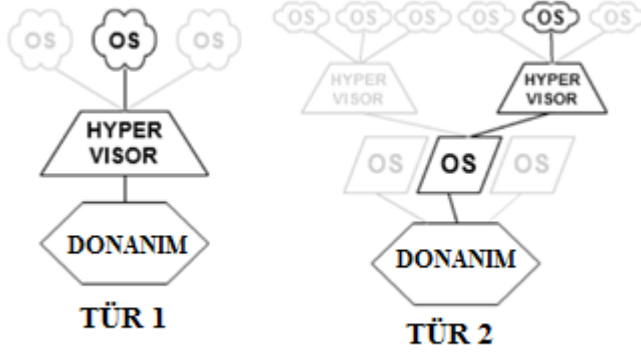 OS OS OS
HYPER
VISOR
DONANIM
TÜR 1
OS OS OS OS OS OS
HYPER
VISOR
HYPER
VISOR
OS OS OS
DONANIM
TÜR 2